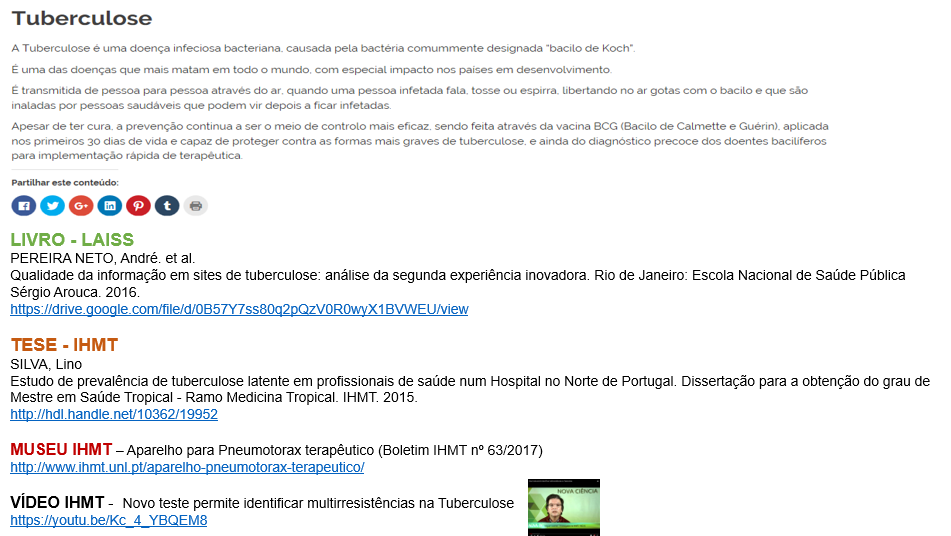 Tuberculose
A Tuberculose é uma doença infeciosa bacteriana, causada pela bactéria comummente designada "bacilo de Koch".
É uma das doenças que mais matam em todo o mundo, com especial impacto nos países em desenvolvimento.
É transmitida de pessoa para pessoa através do ar, quando uma pessoa infetada fala, tosse ou espirra, libertando no ar gotas com o bacilo e que são
inaladas por pessoas saudáveis que podem vir depois a ficar infetadas.
Apesar de ter cura, a prevenção continua a ser o meio de controlo mais eficaz, sendo feita através da vacina BCG (Bacilo de Calmette e Guérin), aplicada
nos primeiros 30 dias de vida e capaz de proteger contra as formas mais graves de tuberculose, e ainda do diagnóstico precoce dos doentes bacilíferos
para implementação rápida de terapêutica.
Partilhar este conteúdo:
LIVRO - LAISS
PEREIRA NETO, André. et al.
Qualidade da informação em sites de tuberculose: análise da segunda experiência inovadora. Rio de Janeiro: Escola Nacional de Saúde Pública
Sérgio Arouca. 2016.
https://drive.google.com/file/d/0B57Y7ss80q2pQzV0R0wyX1BVWEU/view
TESE - IHMT
SILVA, Lino
Estudo de prevalência de tuberculose latente em profissionais de saúde num Hospital no Norte de Portugal. Dissertação para a obtenção do grau de
Mestre em Saúde Tropical - Ramo Medicina Tropical. IHMT. 2015.
http://hdl.handle.net/10362/19952
MUSEU IHMT – Aparelho para Pneumotorax terapêutico (Boletim IHMT nº 63/2017)
http://www.ihmt.unl.pt/aparelho-pneumotorax-terapeutico/
VÍDEO IHMT - Novo teste permite identificar multirresistências na Tuberculose
https://youtu.be/Kc_4_YBQEM8
NOVA CIÊNCIA